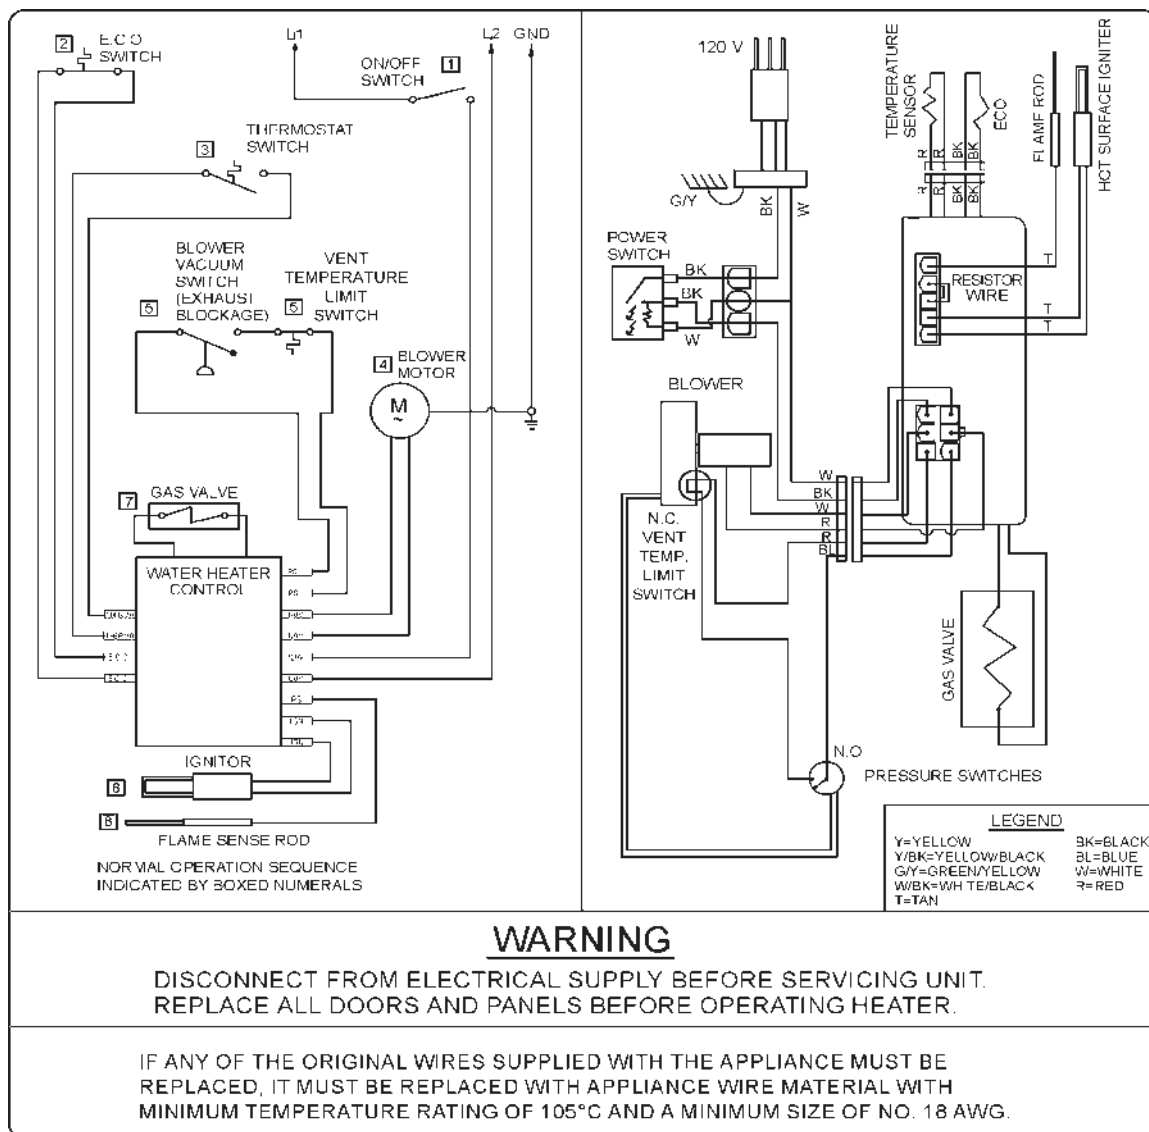 2
E.C.O
SWITCH
L1
L2
GND
ON/OFF
SWITCH
1
THERMOSTAT
SWITCH
3
BLOWER
VACUUM
SWITCH
(EXHAUST
BLOCKAGE)
5
VENT
TEMPERATURE
LIMIT
SWITCH
5
4
BLOWER
MOTOR
M
~
7
GAS VALVE
WATER HEATER
CONTROL
E.C.O
E.C.O
PS
PS
FS
IGNITOR
6
8
FLAME SENSE ROD
NORMAL OPERATION SEQUENCE
INDICATED BY BOXED NUMERALS
120 V
G/Y
BK
W
POWER
SWITCH
BK
BK
W
TEMPERATURE
SENSOR
ECO
FLAME ROD
HOT SURFACE IGNITER
R
R
BK
BK
R
R
BK
BK
T
RESISTOR
WIRE
T
T
BLOWER
W
BK
W
R
R
BL
N.C.
VENT
TEMP.
LIMIT
SWITCH
GAS VALVE
N.O
PRESSURE SWITCHES
LEGEND
Y=YELLOW
Y/BK=YELLOW/BLACK
G/Y=GREEN/YELLOW
W/BK=WHITE/BLACK
T=TAN
BK=BLACK
BL=BLUE
W=WHITE
R=RED
WARNING
DISCONNECT FROM ELECTRICAL SUPPLY BEFORE SERVICING UNIT.
REPLACE ALL DOORS AND PANELS BEFORE OPERATING HEATER.
IF ANY OF THE ORIGINAL WIRES SUPPLIED WITH THE APPLIANCE MUST BE
REPLACED, IT MUST BE REPLACED WITH APPLIANCE WIRE MATERIAL WITH
MINIMUM TEMPERATURE RATING OF 105°C AND A MINIMUM SIZE OF NO. 18 AWG.